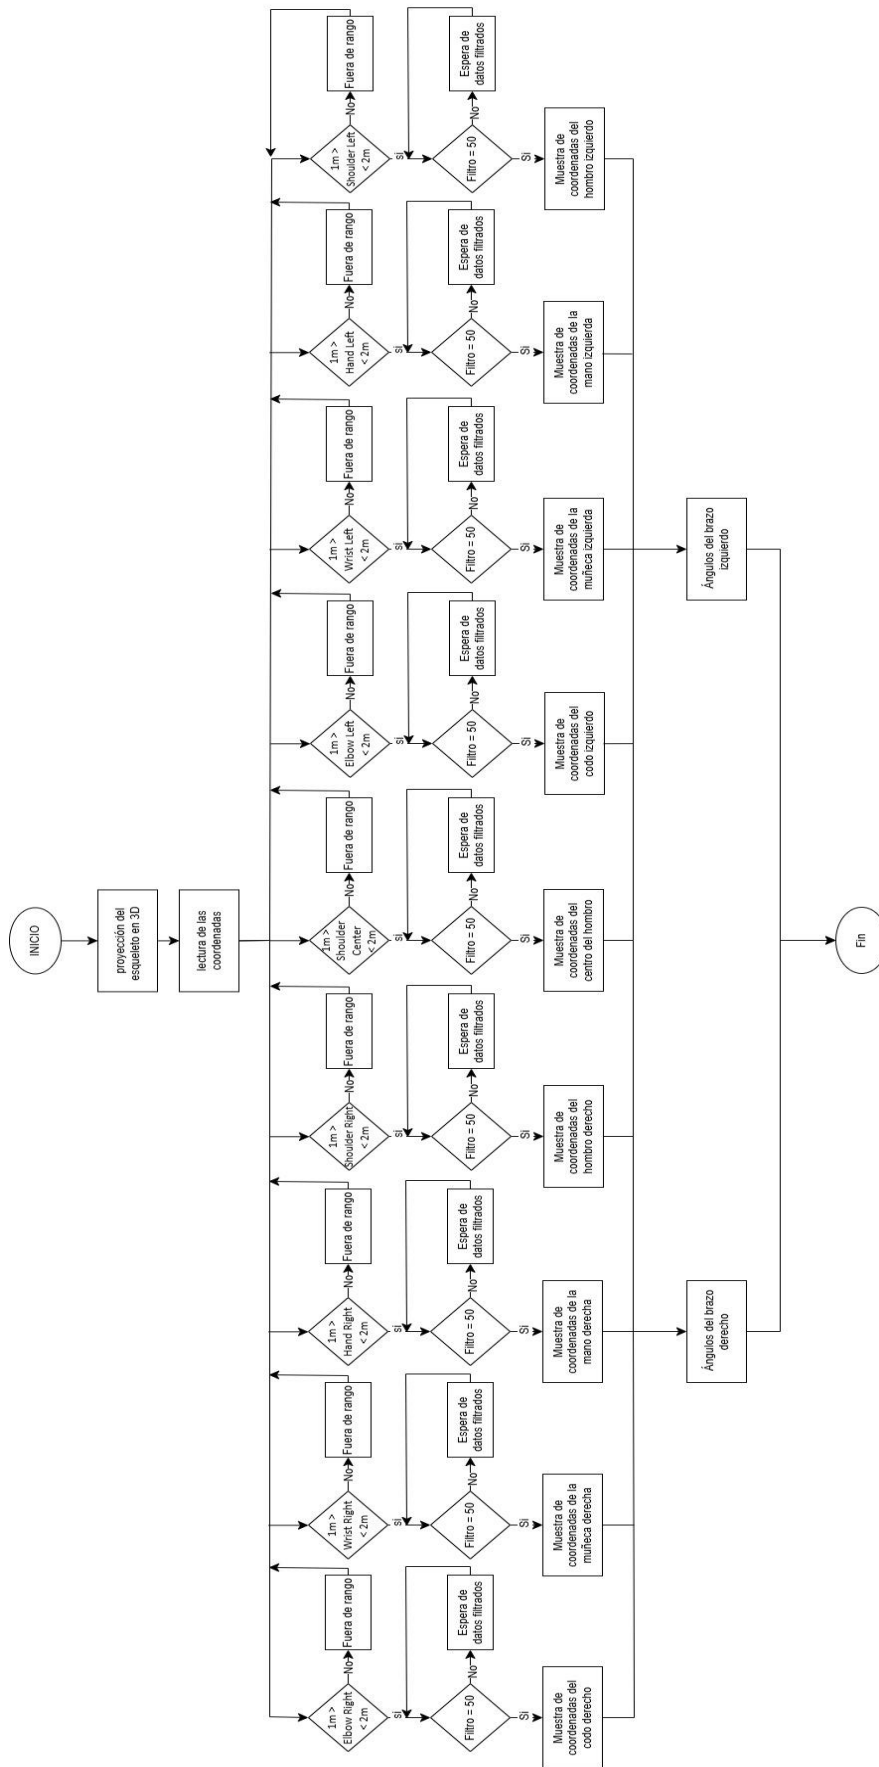 INICIO
proyección del
esqueleto en 3D
lectura de las
coordenadas
1m >
Elbow Right
< 2m
No
Fuera de rango
si
Filtro = 50
No
Espera de
datos filtrados
Si
Muestra de
coordenadas del
codo derecho
1m >
Wrist Right
< 2m
No
Fuera de rango
si
Filtro = 50
No
Espera de
datos filtrados
Si
Muestra de
coordenadas de la
muñeca derecha
1m >
Hand Right
< 2m
No
Fuera de rango
si
Filtro = 50
No
Espera de
datos filtrados
Si
Muestra de
coordenadas de la
mano derecha
1m >
Shoulder Right
< 2m
No
Fuera de rango
si
Filtro = 50
No
Espera de
datos filtrados
Si
Muestra de
coordenadas del
hombro derecho
1m >
Shoulder
Center
< 2m
No
Fuera de rango
si
Filtro = 50
No
Espera de
datos filtrados
Si
Muestra de
coordenadas del
centro del hombro
1m >
Elbow Left
< 2m
No
Fuera de rango
si
Filtro = 50
No
Espera de
datos filtrados
Si
Muestra de
coordenadas del
codo izquierdo
1m >
Wrist Left
< 2m
No
Fuera de rango
si
Filtro = 50
No
Espera de
datos filtrados
Si
Muestra de
coordenadas de la
muñeca izquierda
1m >
Hand Left
< 2m
No
Fuera de rango
si
Filtro = 50
No
Espera de
datos filtrados
Si
Muestra de
coordenadas de la
mano izquierda
1m >
Shoulder Left
< 2m
No
Fuera de rango
si
Filtro = 50
No
Espera de
datos filtrados
Si
Muestra de
coordenadas del
hombro izquierdo
Ángulos del brazo
derecho
Ángulos del brazo
izquierdo
Fin